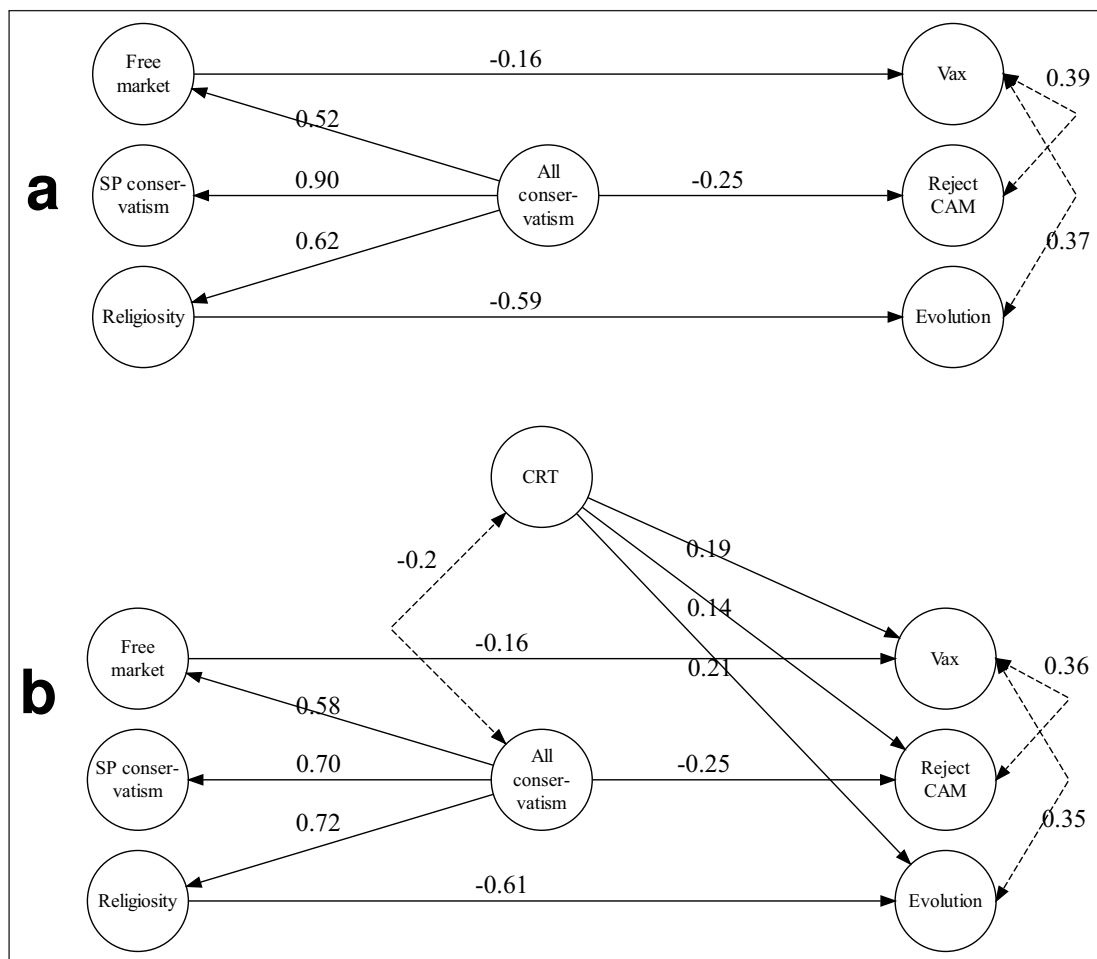 Free
market
-0.16
Vax
0.39
0.52
a
SP conser-
vatism
0.90
All
conser-
vatism
-0.25
Reject
CAM
0.62
0.37
Religiosity
-0.59
Evolution
CRT
-0.2
0.19
0.14
0.21
b
Free
market
-0.16
Vax
0.36
0.58
SP conser-
vatism
0.70
All
conser-
vatism
-0.25
Reject
CAM
0.72
0.35
Religiosity
-0.61
Evolution